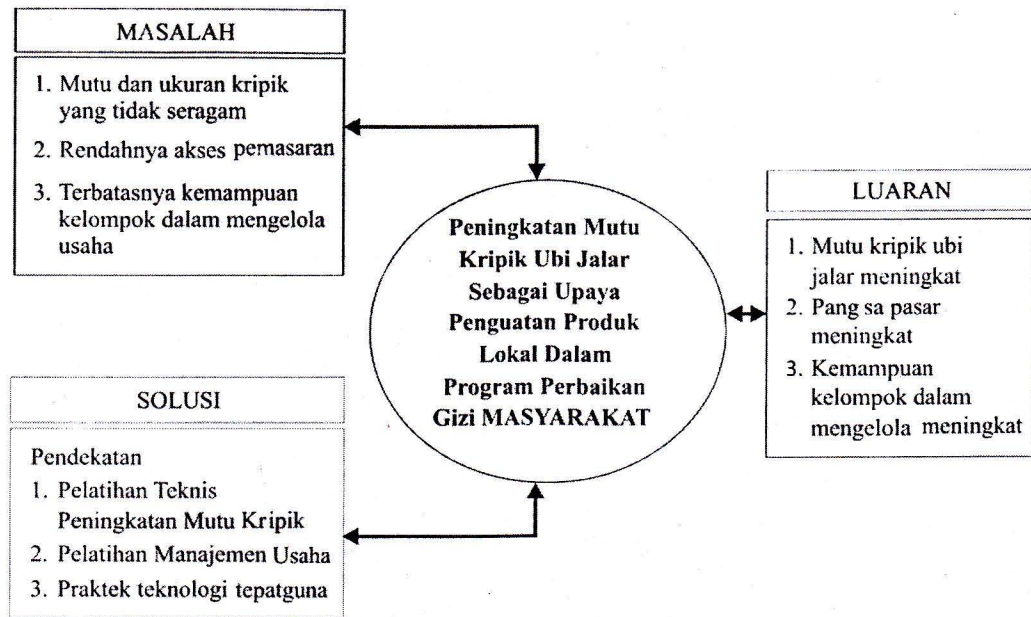 MASALAH
1. Mutu dan ukuran kripik
yang tidak seragam
2. Rendahnya akses pemasaran
3. Terbatasnya kemampuan
kelompok dalam mengelola
usaha
Peningkatan Mutu
Kripik Ubi Jalar
Sebagai Upaya
Penguatan Produk
Lokal Dalam
Program Perbaikan
Gizi MASYARAKAT
LUARAN
1. Mutu kripik ubi
jalar meningkat
2. Pang sa pasar
meningkat
3. Kemampuan
kelompok dalam
mengelola meningkat
SOLUSI
Pendekatan
1. Pelatihan Teknis
Peningkatan Mutu Kripik
2. Pelatihan Manajemen Usaha
3. Praktek teknologi tepatguna